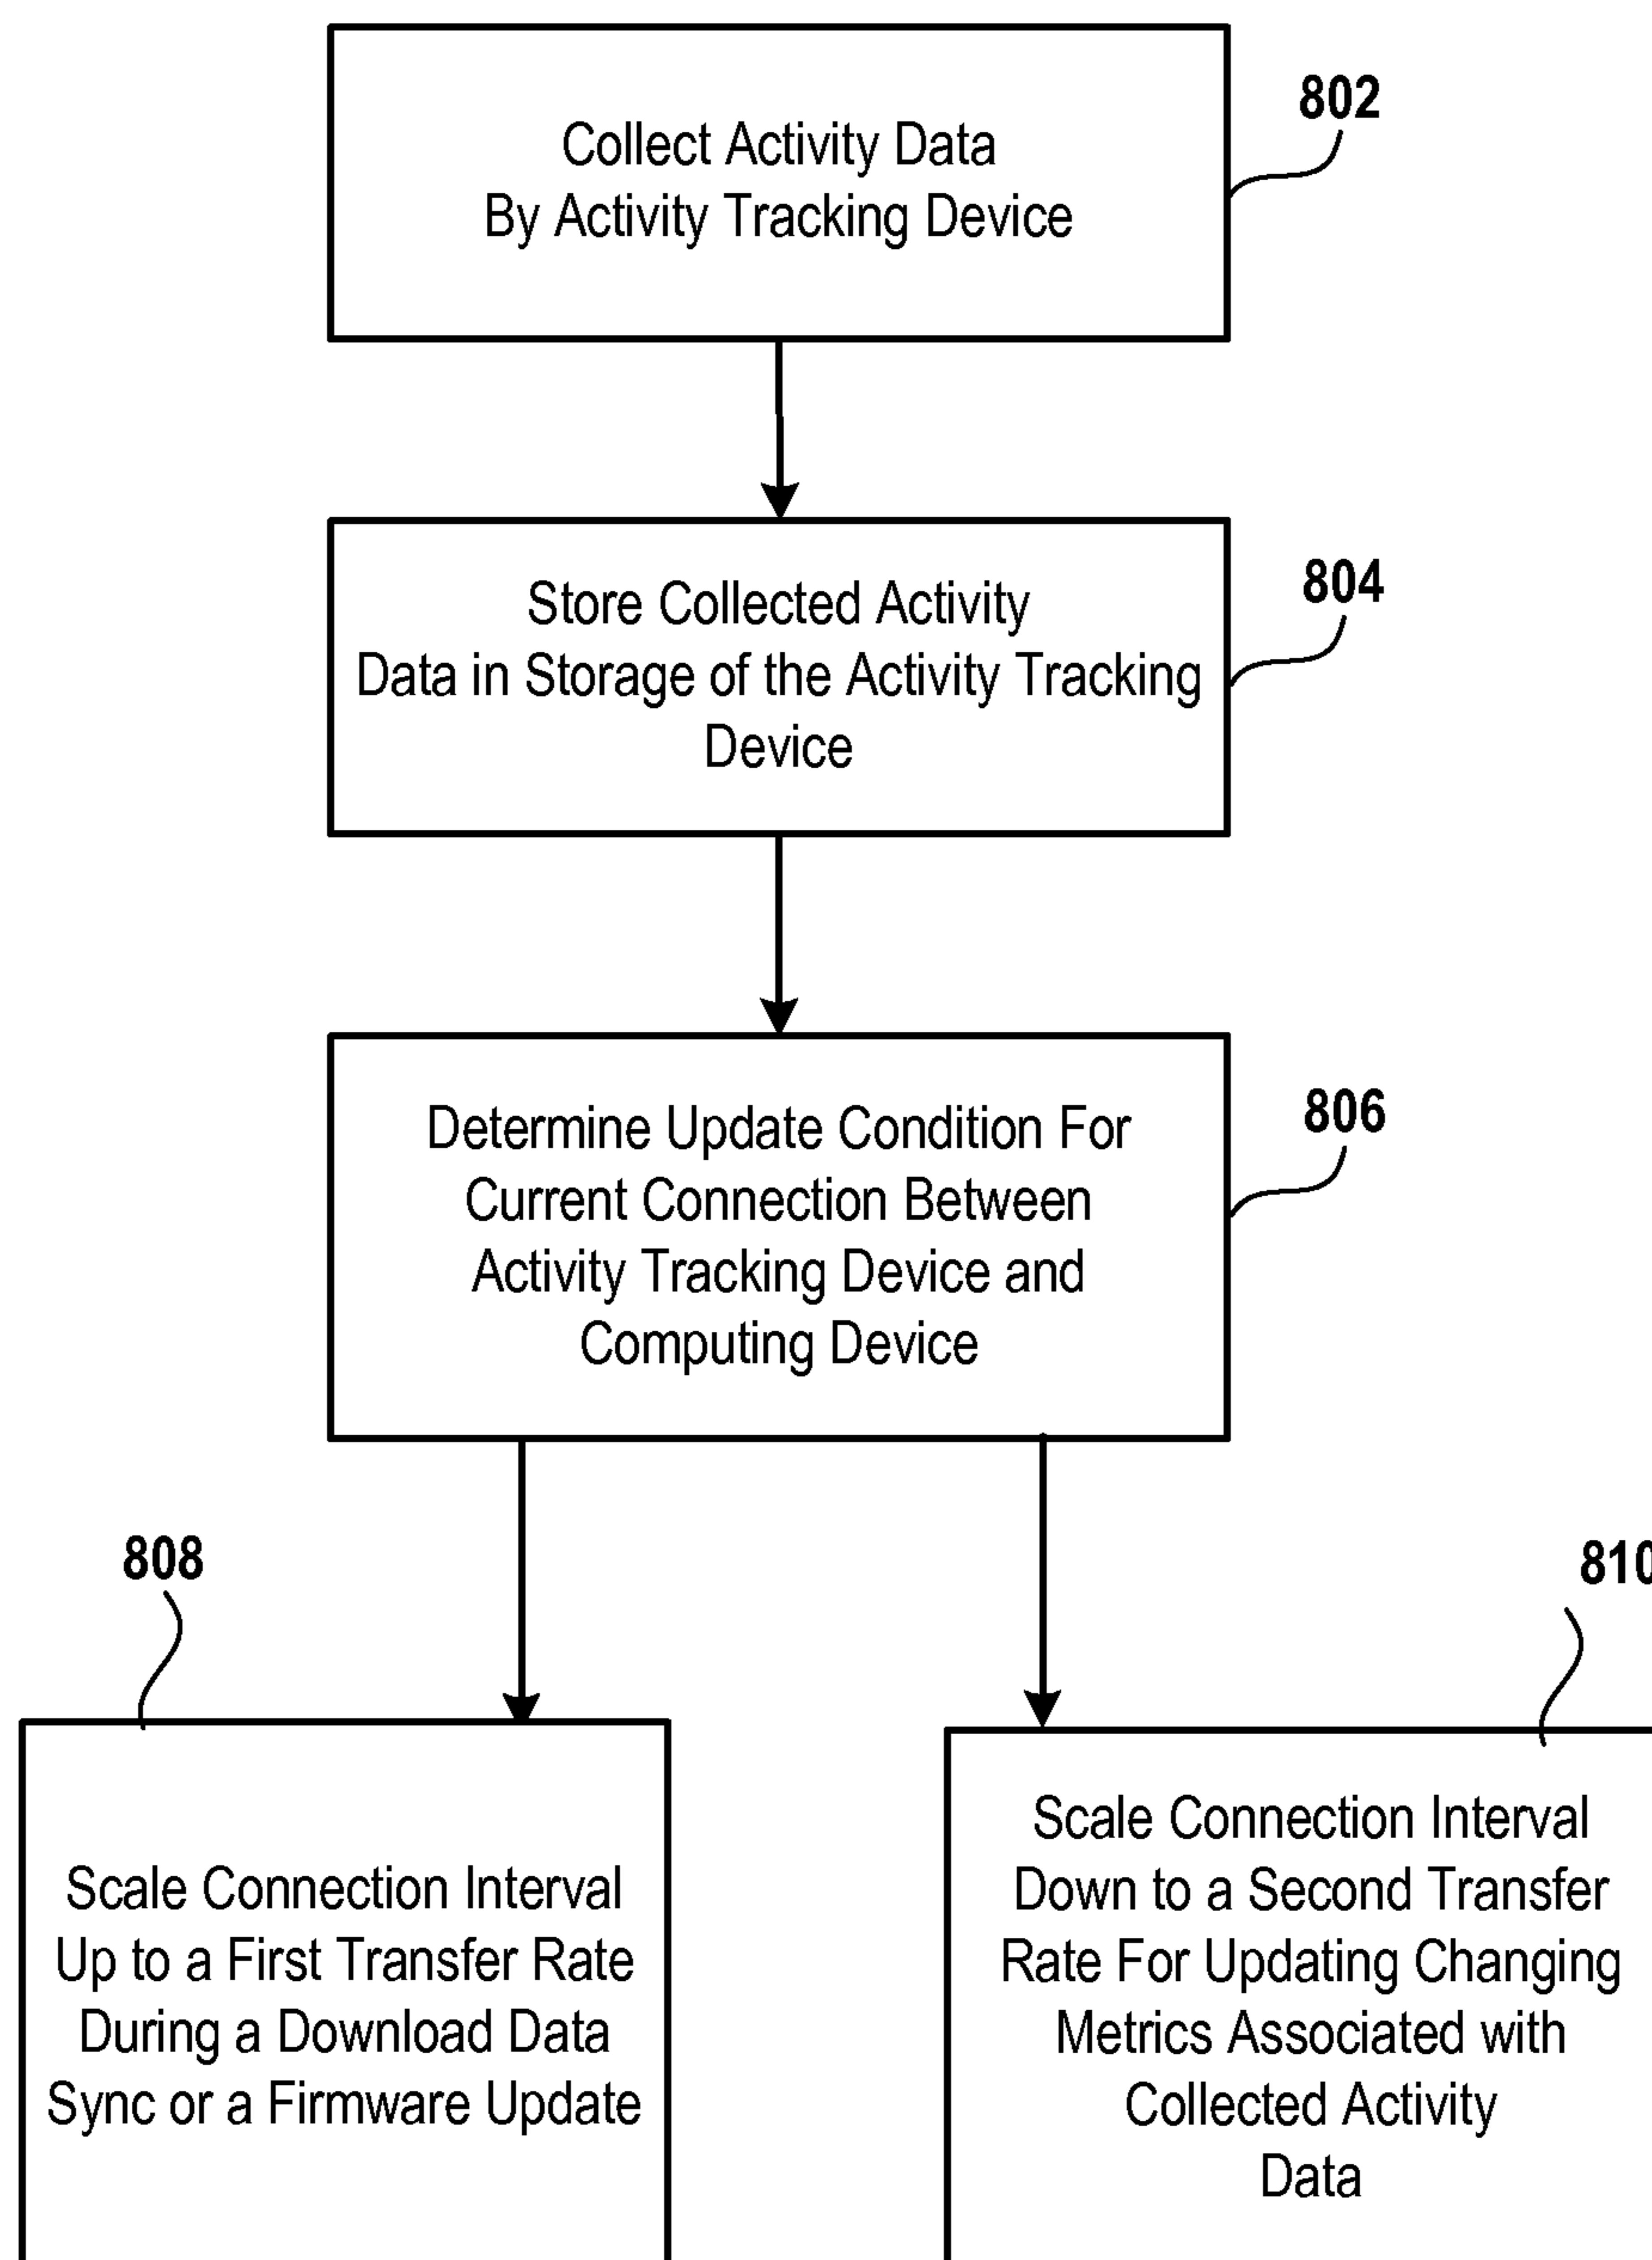 802
Collect Activity Data
By Activity Tracking Device
804
Store Collected Activity
Data in Storage of the Activity Tracking
Device
806
Determine Update Condition For
Current Connection Between
Activity Tracking Device and
Computing Device
808
810
Scale Connection Interval
Up to a First Transfer Rate
During a Download Data
Sync or a Firmware Update
Scale Connection Interval
Down to a Second Transfer
Rate For Updating Changing
Metrics Associated with
Collected Activity
Data